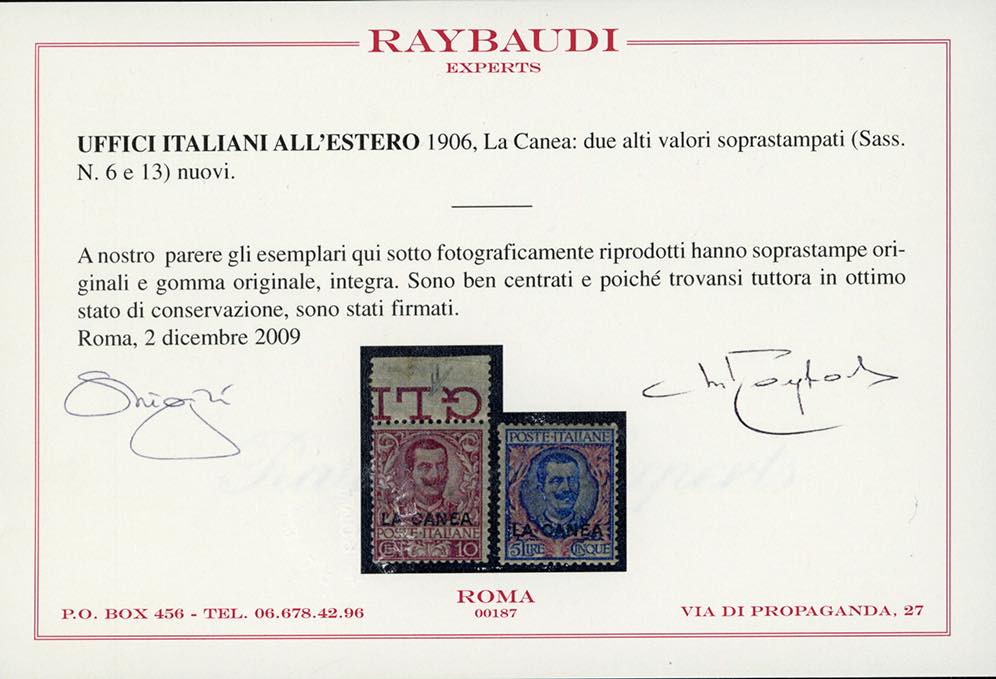 RAYBAUDI
EXPERTS
UFFICI ITALIANI ALL'ESTERO 1906, La Canea: due alti valori soprastampati (Sass.
N. 6 e 13) nuovi.
A nostro parere gli esemplari qui sotto fotograficamente riprodotti hanno soprastampe ori-
ginali e gomma originale, integra. Sono ben centrati e poiché trovansi tuttora in ottimo
stato di conservazione, sono stati firmati.
Roma, 2 dicembre 2009
GLI
LA CANEA
POSTE·ITALIANE
10
POSTE·ITALIANE
LA CANEA
5 LIRE CINQUE
P.O. BOX 456 - TEL. 06.678.42.96
ROMA
00187
VIA DI PROPAGANDA, 27